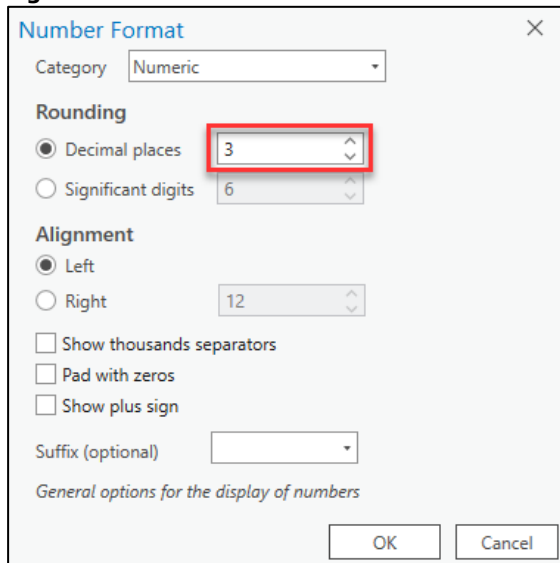 Number Format
Category Numeric
Rounding
Decimal places 3
Significant digits 6
Alignment
Left
Right 12
Show thousands separators
Pad with zeros
Show plus sign
Suffix (optional)
General options for the display of numbers
OK Cancel